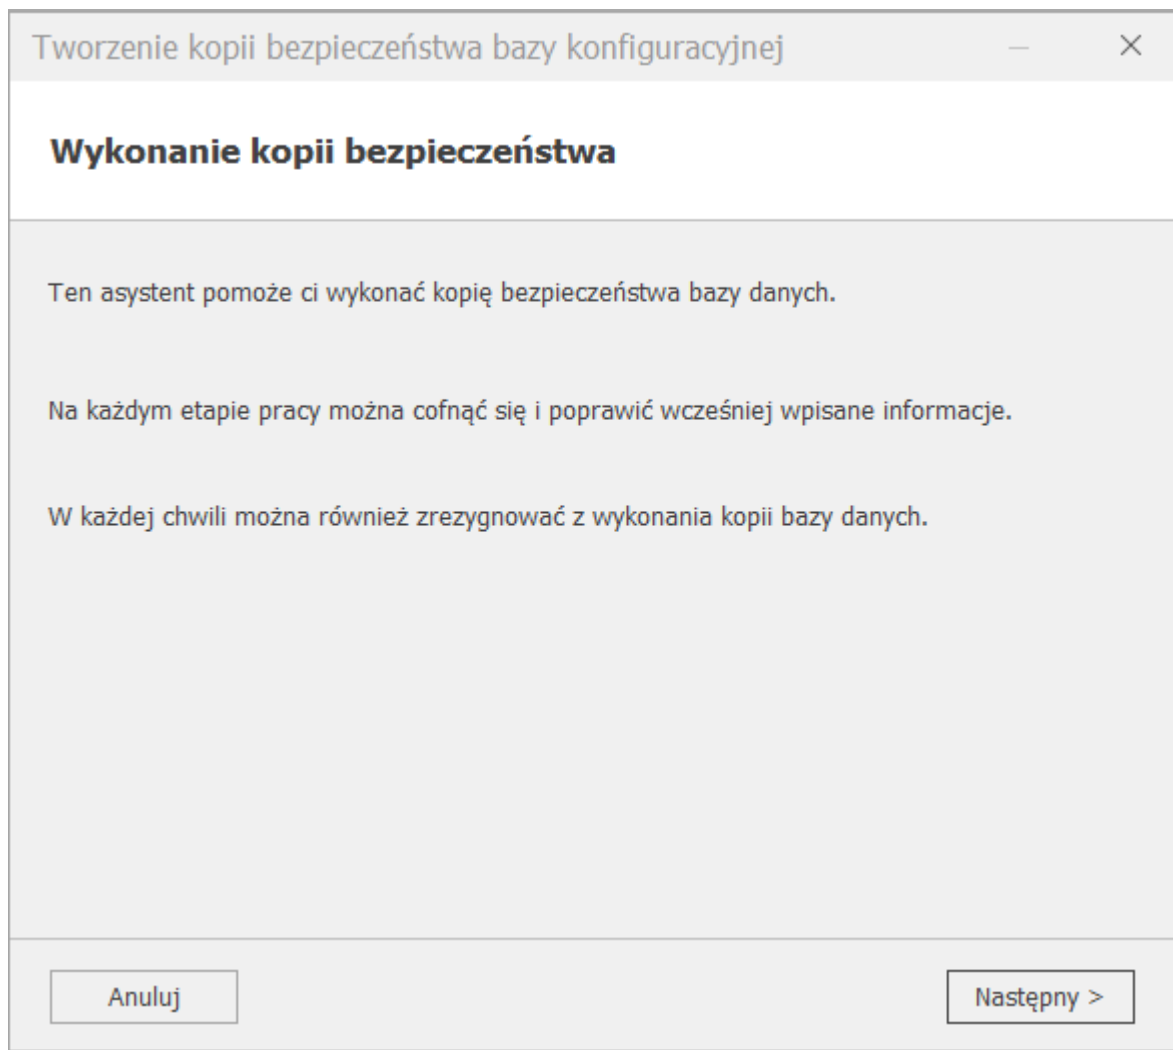 Tworzenie kopii bezpieczeństwa bazy konfiguracyjnej
Wykonanie kopii bezpieczeństwa
Ten asystent pomoże ci wykonać kopię bezpieczeństwa bazy danych.
Na każdym etapie pracy można cofnąć się i poprawić wcześniej wpisane informacje.
W każdej chwili można również zrezygnować z wykonania kopii bazy danych.
Anuluj
Następny >